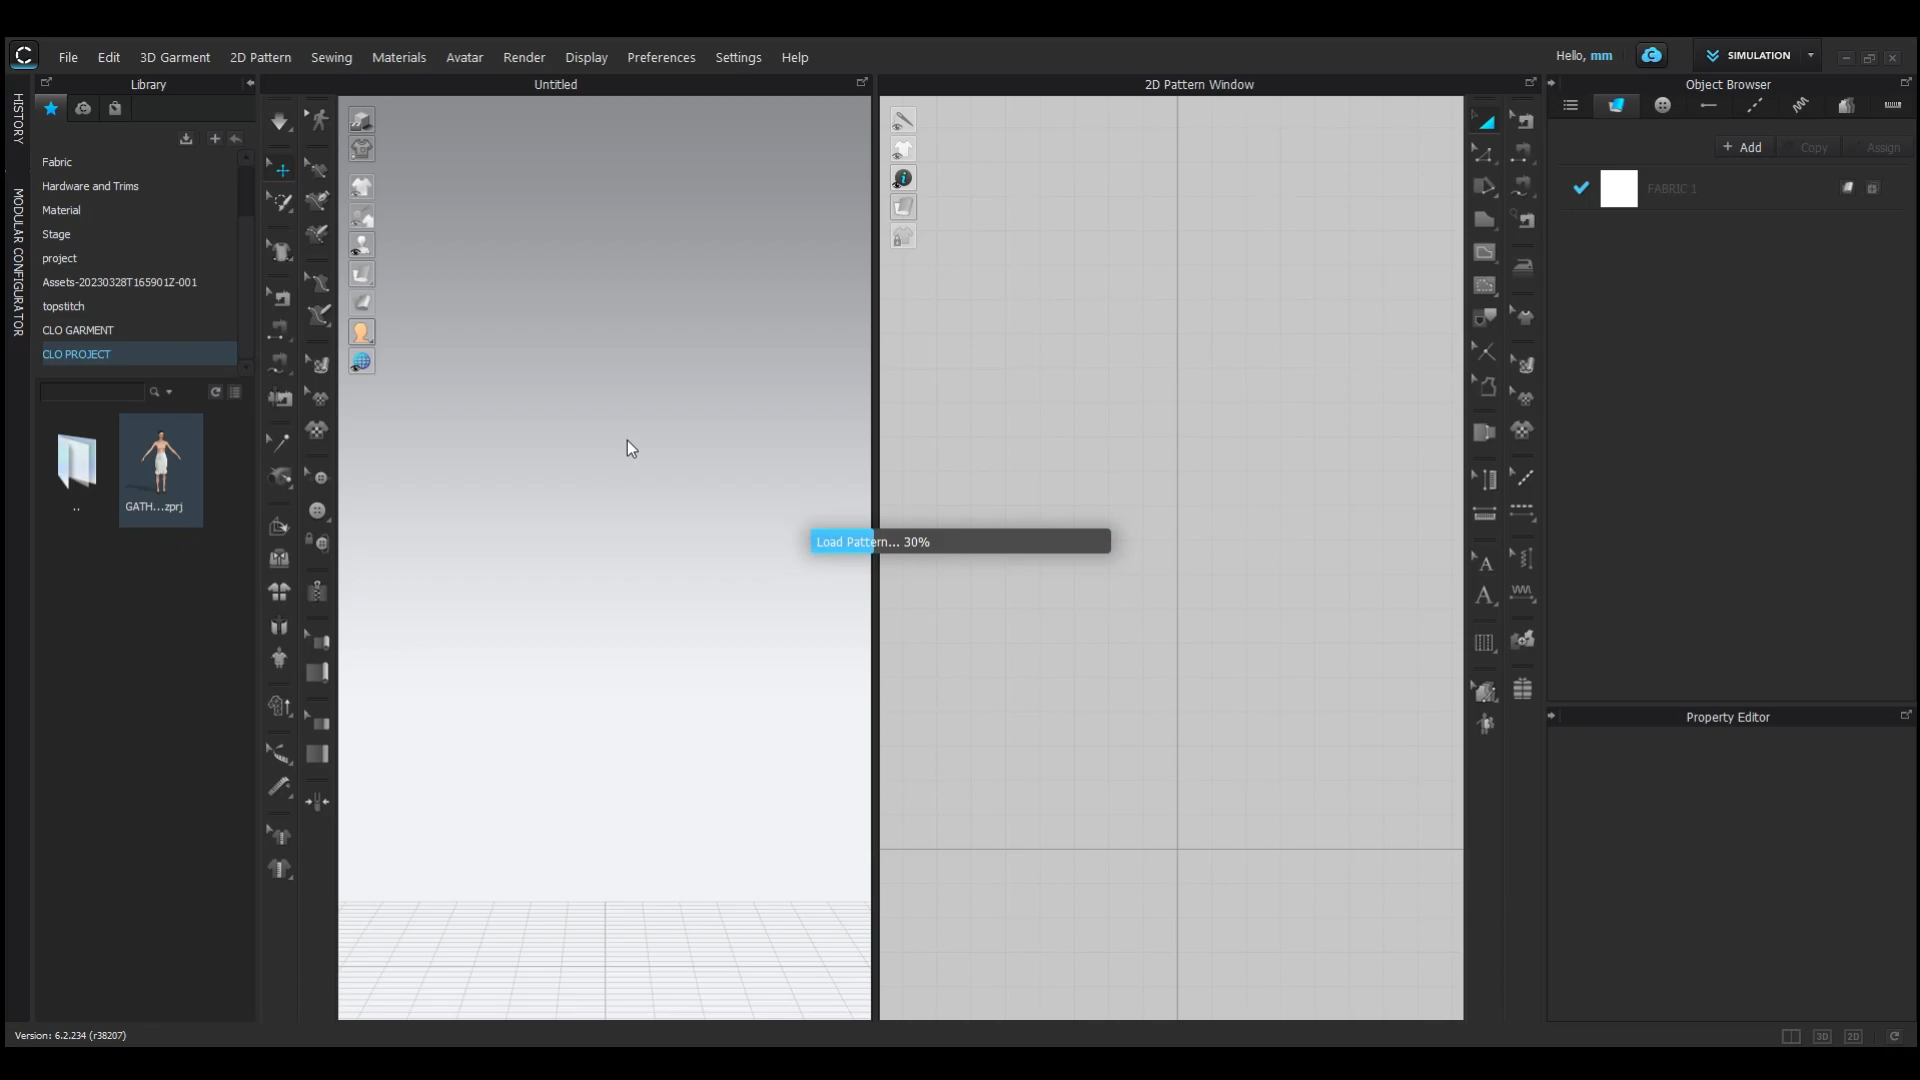 File Edit 3D Garment 2D Pattern Sewing Materials Avatar Render Display Preferences Settings Help
Hello, mm
SIMULATION
Library
Untitled
2D Pattern Window
Object Browser
HISTORY
MODULAR CONFIGURATOR
Fabric
Hardware and Trims
Material
Stage
project
Assets-20230328T165901Z-001
topstitch
CLO GARMENT
CLO PROJECT
..
GATH...zprj
Load Pattern... 30%
+ Add
Copy
Assign
FABRIC 1
Property Editor
Version: 6.2.234 (r38207)
3D
2D